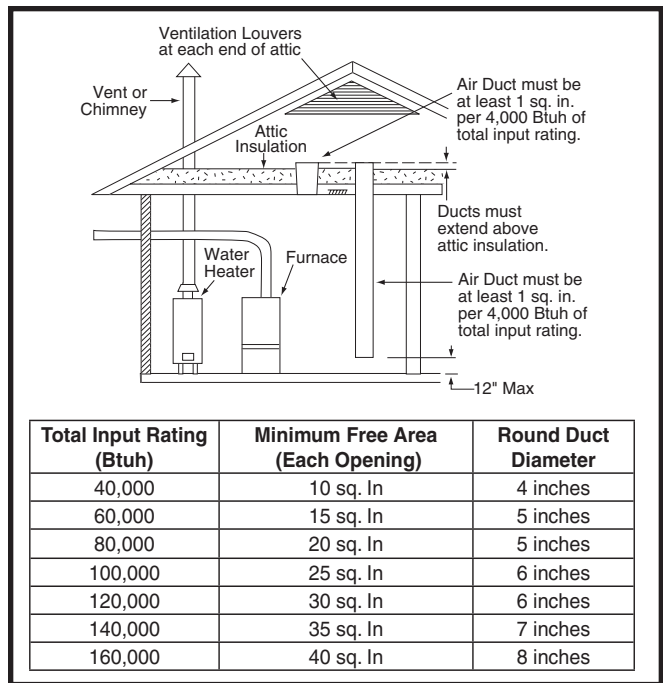 Ventilation Louvers
at each end of attic
Vent or
Chimney
Air Duct must be
at least 1 sq. in.
per 4,000 Btuh of
total input rating.
Attic
Insulation
Ducts must
extend above
attic insulation.
Water
Heater
Furnace
Air Duct must be
at least 1 sq. in.
per 4,000 Btuh of
total input rating.
12" Max
Total Input Rating (Btuh) Minimum Free Area (Each Opening) Round Duct Diameter
40,000 10 sq. In 4 inches
60,000 15 sq. In 5 inches
80,000 20 sq. In 5 inches
100,000 25 sq. In 6 inches
120,000 30 sq. In 6 inches
140,000 35 sq. In 7 inches
160,000 40 sq. In 8 inches